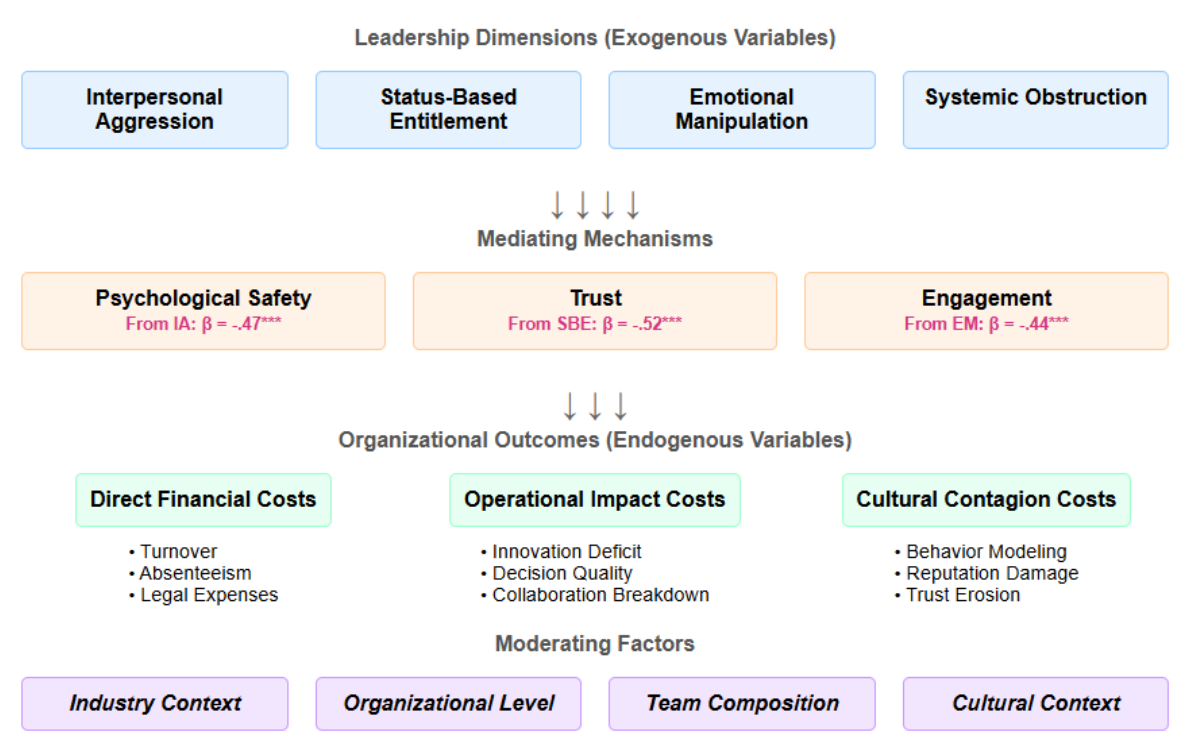 Leadership Dimensions (Exogenous Variables)
Interpersonal
Aggression
Status-Based
Entitlement
Emotional
Manipulation
Systemic Obstruction
↓↓↓↓
Mediating Mechanisms
Psychological Safety
From IA: β = -.47***
Trust
From SBE: β = -.52***
Engagement
From EM: β = -.44***
↓↓↓
Organizational Outcomes (Endogenous Variables)
Direct Financial Costs
• Turnover
• Absenteeism
• Legal Expenses
Operational Impact Costs
• Innovation Deficit
• Decision Quality
• Collaboration Breakdown
Cultural Contagion Costs
• Behavior Modeling
• Reputation Damage
• Trust Erosion
Moderating Factors
Industry Context
Organizational Level
Team Composition
Cultural Context